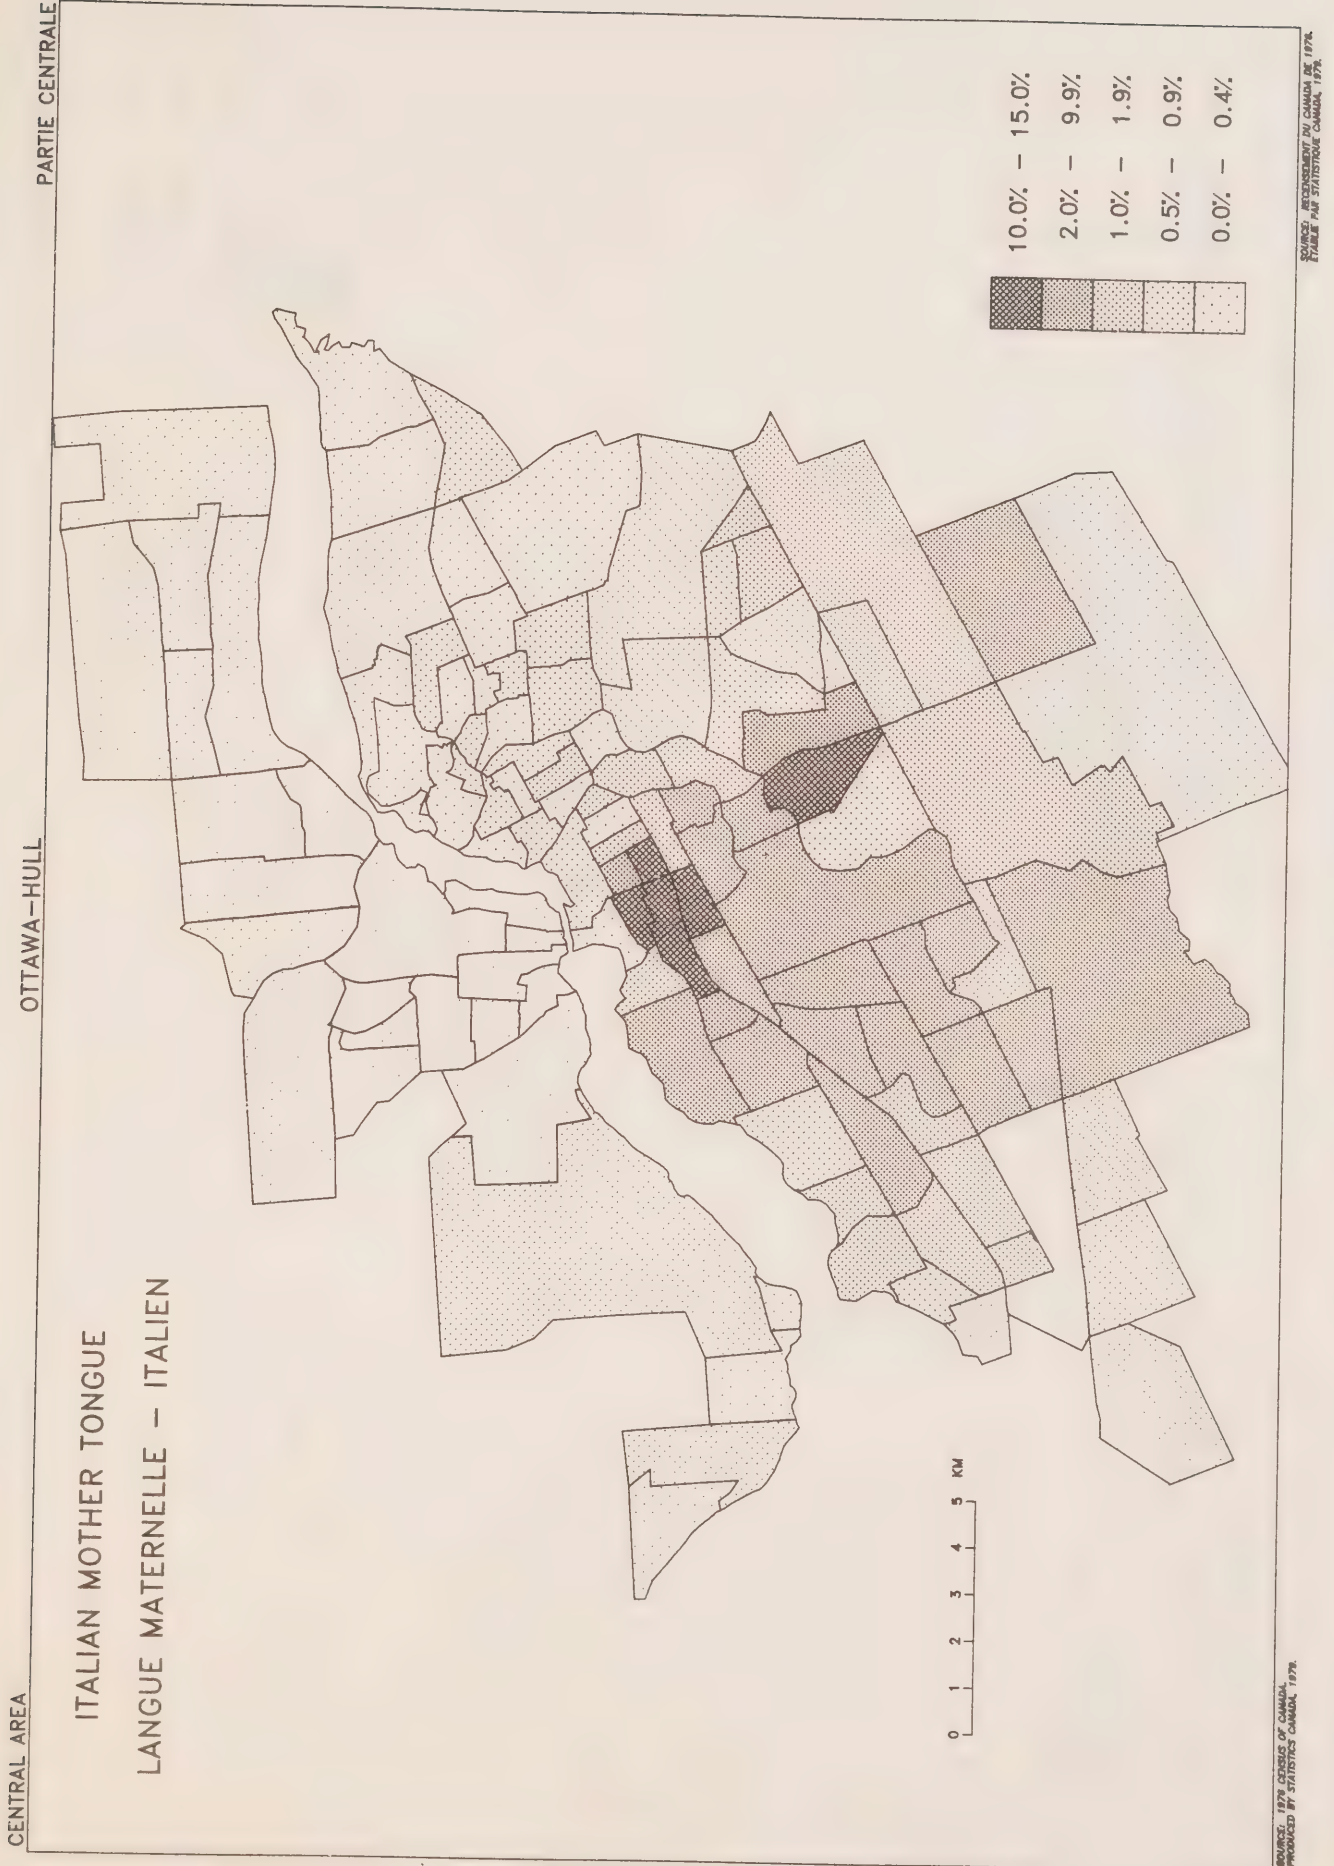 CENTRAL AREA
OTTAWA-HULL
PARTIE CENTRALE
ITALIAN MOTHER TONGUE
LANGUE MATERNELLE - ITALIEN
10.0% - 15.0%
2.0% - 9.9%
1.0% - 1.9%
0.5% - 0.9%
0.0% - 0.4%
0 1 2 3 4 5 KM
SOURCE: 1976 CENSUS OF CANADA.
PRODUCED BY STATISTICS CANADA, 1979.
SOURCE: RECENSEMENT DU CANADA DE 1976.
ÉTABLIE PAR STATISTIQUE CANADA, 1979.